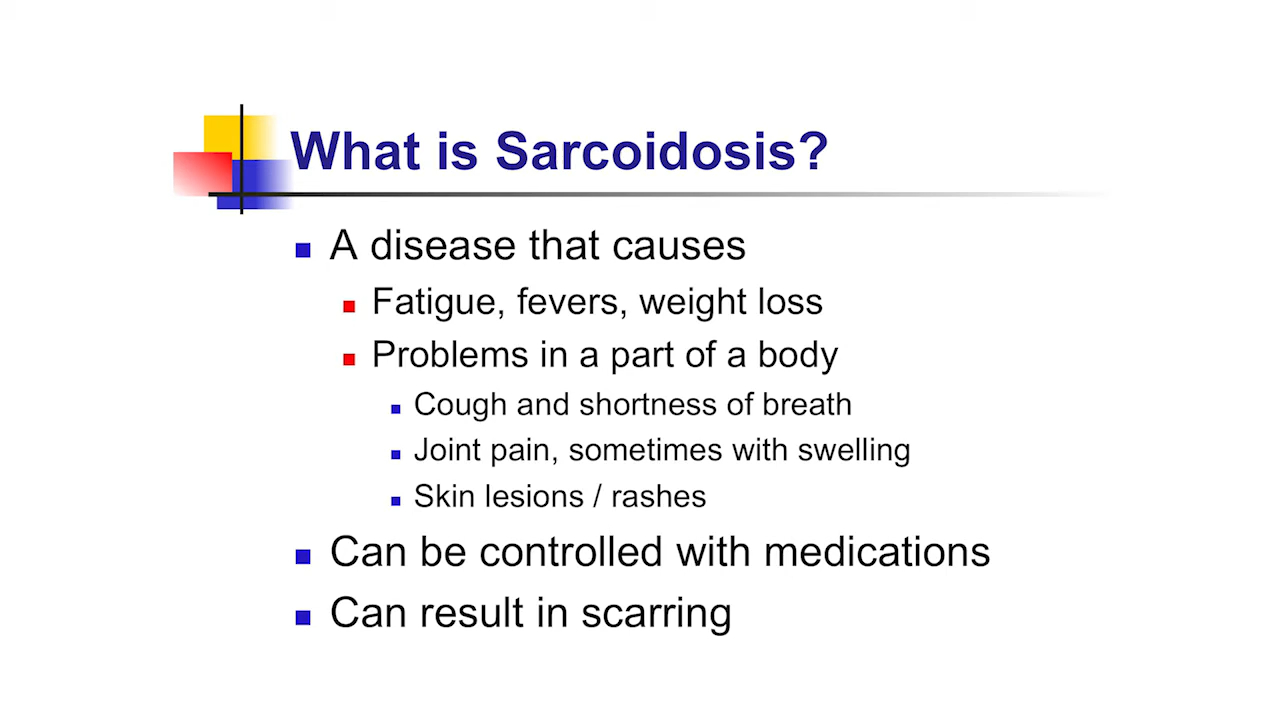 What is Sarcoidosis?
A disease that causes
Fatigue, fevers, weight loss
Problems in a part of a body
Cough and shortness of breath
Joint pain, sometimes with swelling
Skin lesions / rashes
Can be controlled with medications
Can result in scarring